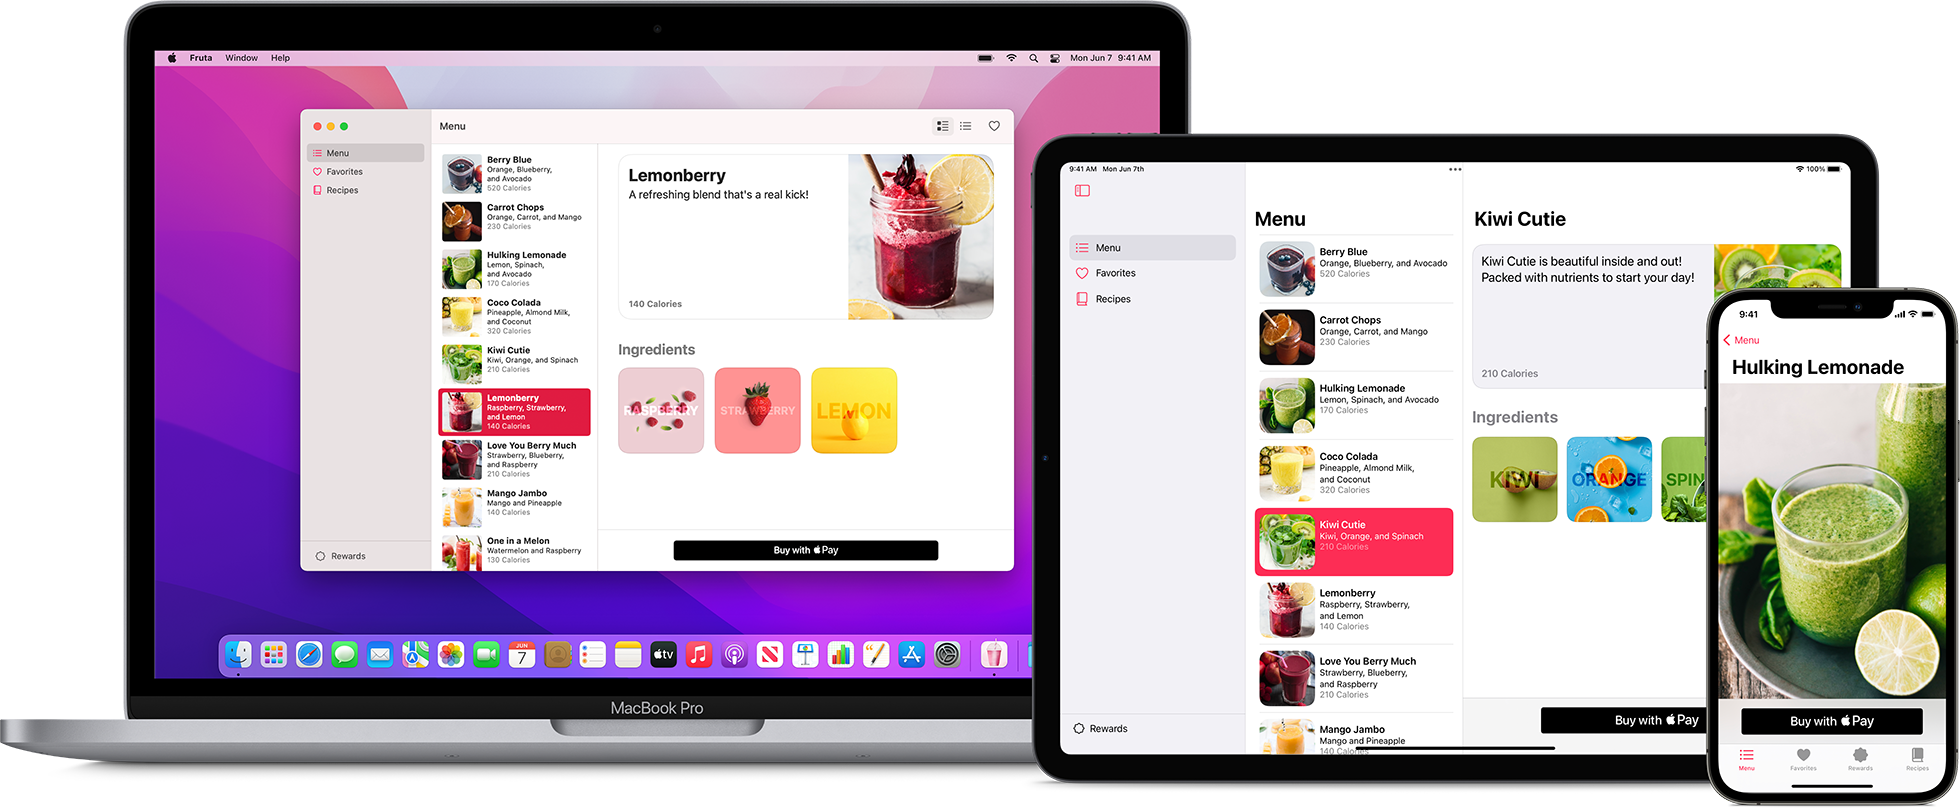 Fruta Window Help
Mon Jun 7 9:41 AM
Menu
Menu
Favorites
Recipes
Rewards
Berry Blue
Orange, Blueberry,
and Avocado
520 Calories
Carrot Chops
Orange, Carrot, and Mango
230 Calories
Hulking Lemonade
Lemon, Spinach,
and Avocado
170 Calories
Coco Colada
Pineapple, Almond Milk,
and Coconut
320 Calories
Kiwi Cutie
Kiwi, Orange, and Spinach
210 Calories
Lemonberry
Raspberry, Strawberry,
and Lemon
140 Calories
Love You Berry Much
Strawberry, Blueberry,
and Raspberry
210 Calories
Mango Jambo
Mango and Pineapple
140 Calories
One in a Melon
Watermelon and Raspberry
130 Calories
Lemonberry
A refreshing blend that's a real kick!
140 Calories
Ingredients
RASPBERRY
STRAWBERRY
LEMON
Buy with Pay
JUN
7
tv
MacBook Pro
9:41 AM Mon Jun 7th
100%
Menu
Favorites
Recipes
Rewards
Menu
Berry Blue
Orange, Blueberry, and Avocado
520 Calories
Carrot Chops
Orange, Carrot, and Mango
230 Calories
Hulking Lemonade
Lemon, Spinach, and Avocado
170 Calories
Coco Colada
Pineapple, Almond Milk,
and Coconut
320 Calories
Kiwi Cutie
Kiwi, Orange, and Spinach
210 Calories
Lemonberry
Raspberry, Strawberry,
and Lemon
140 Calories
Love You Berry Much
Strawberry, Blueberry,
and Raspberry
210 Calories
Mango Jambo
Mango and Pineapple
140 Calories
Kiwi Cutie
Kiwi Cutie is beautiful inside and out!
Packed with nutrients to start your day!
210 Calories
Ingredients
KIWI
ORANGE
SPIN
Buy with Pay
9:41
Menu
Hulking Lemonade
Buy with Pay
Menu
Favorites
Rewards
Recipes